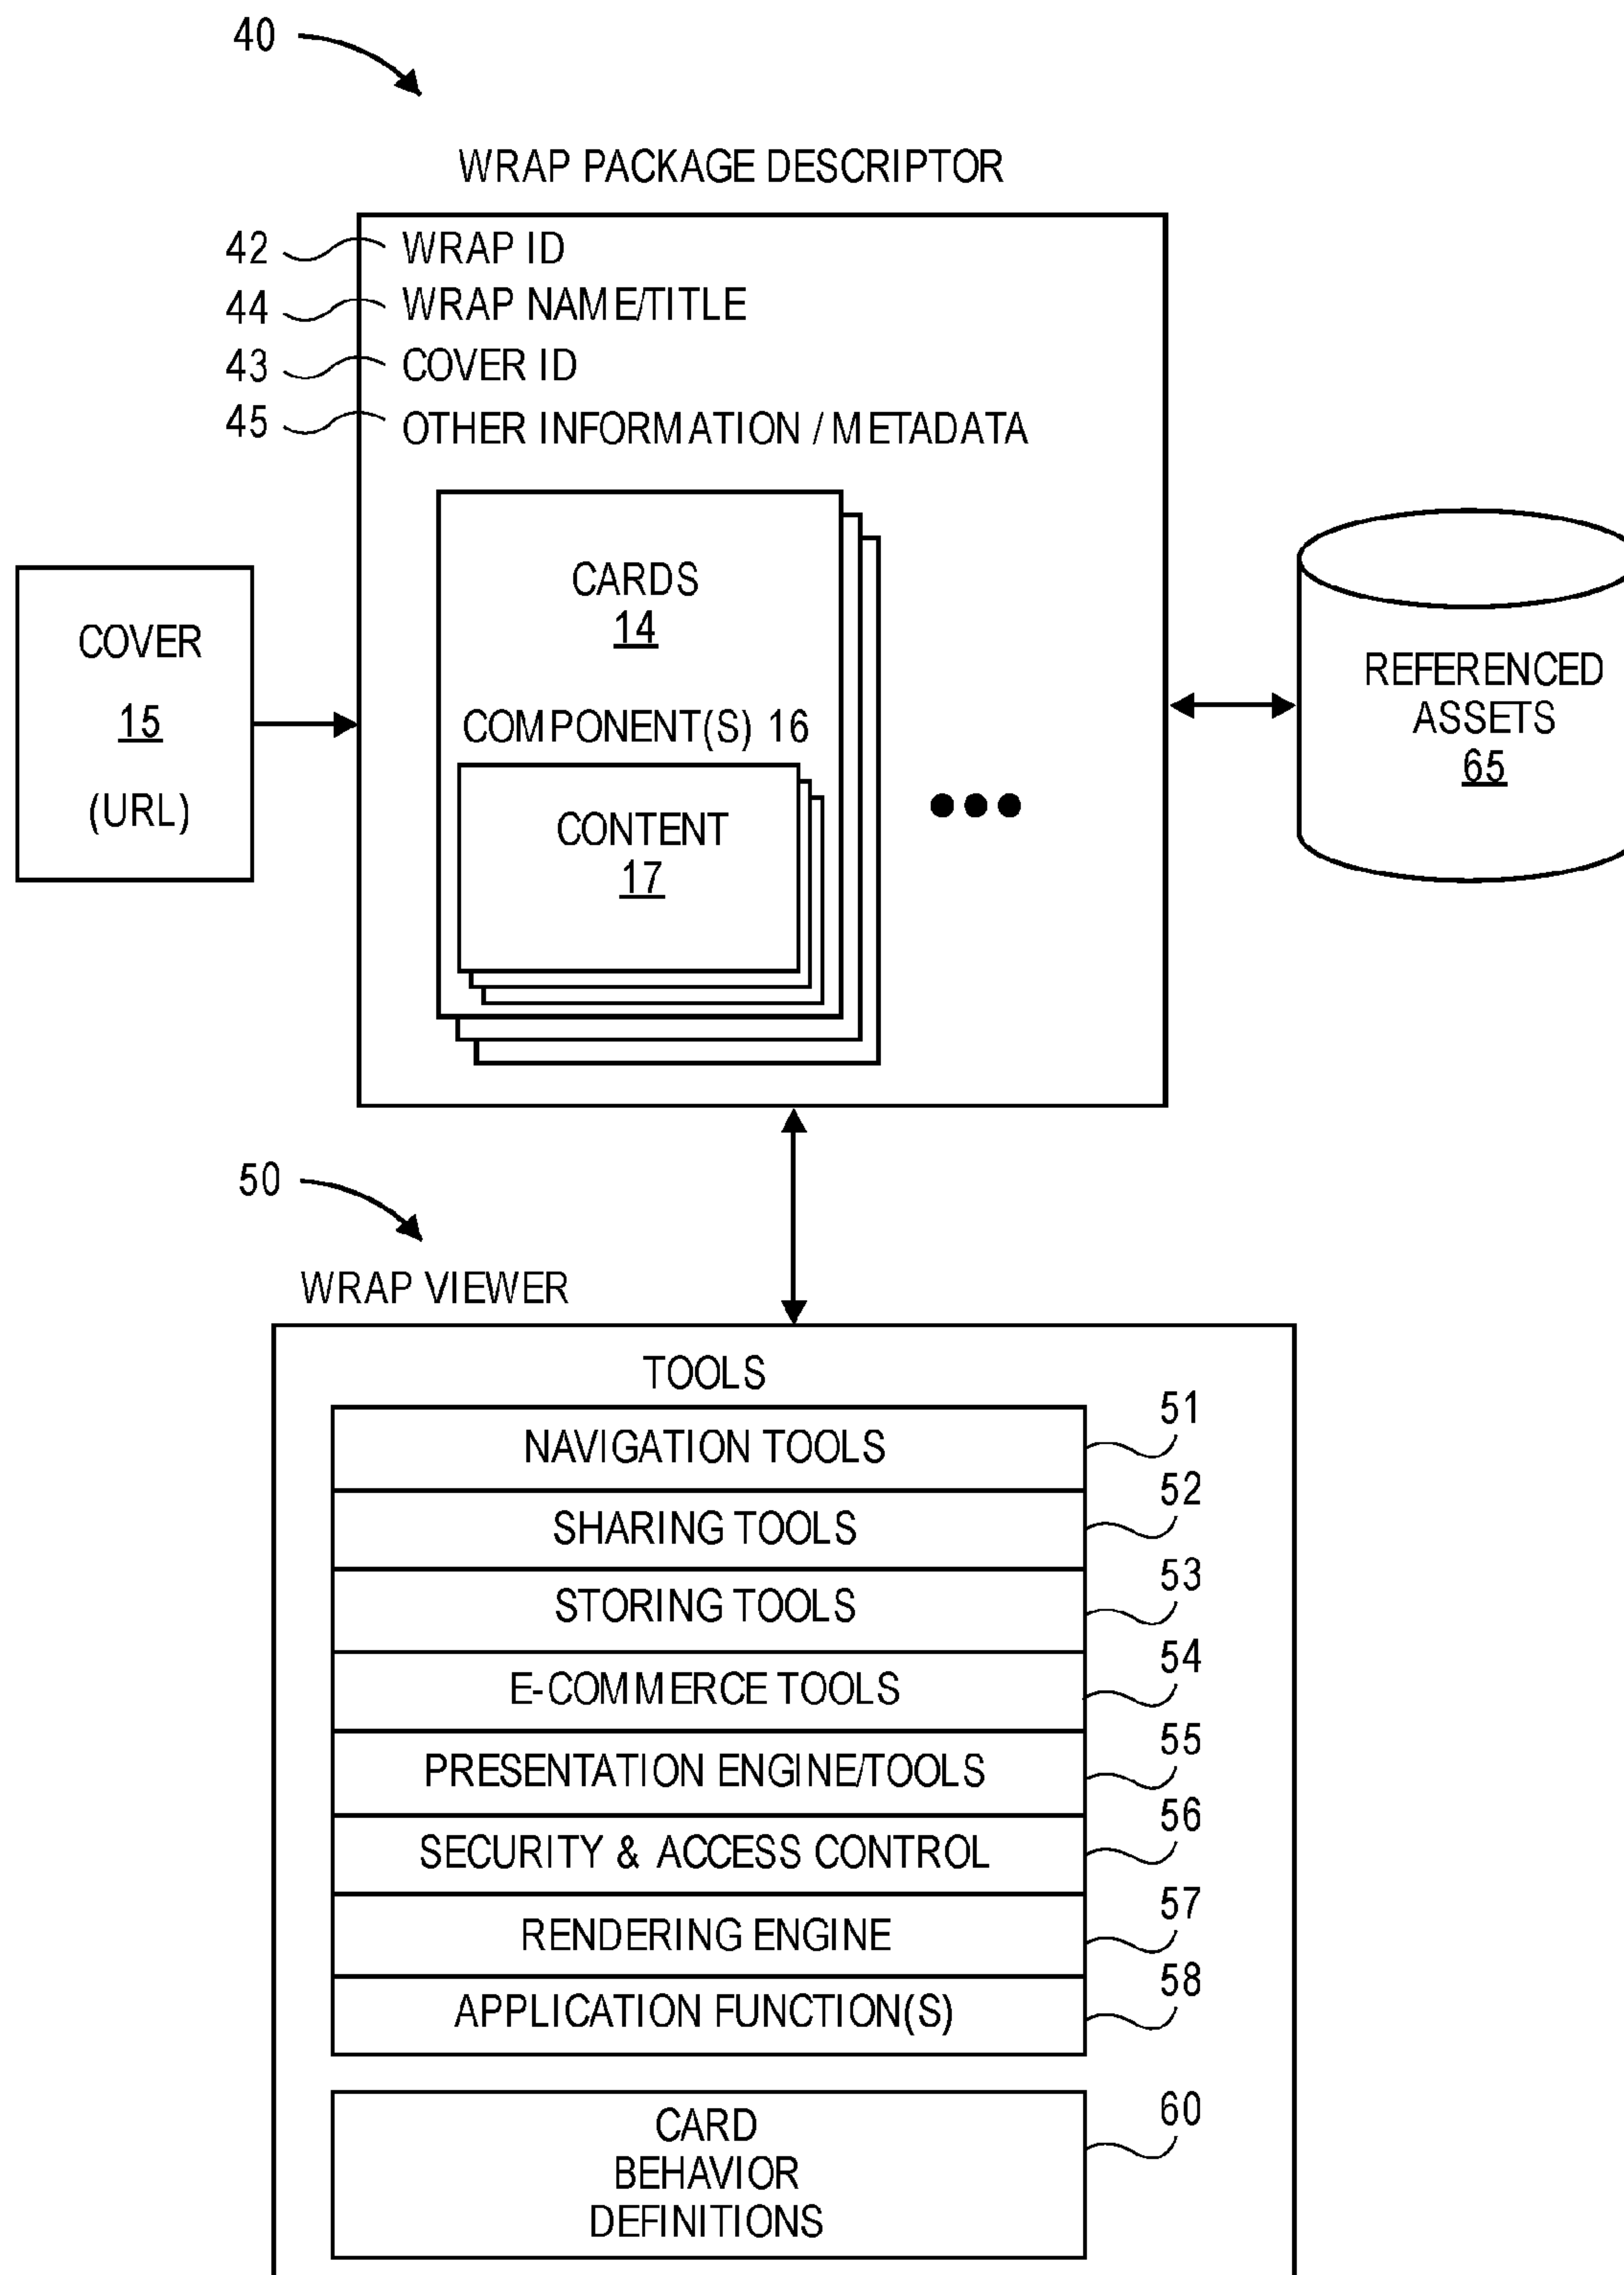 40
WRAP PACKAGE DESCRIPTOR
42 WRAP ID
44 WRAP NAME/TITLE
43 COVER ID
45 OTHER INFORMATION / METADATA
CARDS
14
COMPONENT(S) 16
CONTENT
17
COVER
15
(URL)
REFERENCED
ASSETS
65
50
WRAP VIEWER
TOOLS
NAVIGATION TOOLS 51
SHARING TOOLS 52
STORING TOOLS 53
E-COMMERCE TOOLS 54
PRESENTATION ENGINE/TOOLS 55
SECURITY & ACCESS CONTROL 56
RENDERING ENGINE 57
APPLICATION FUNCTION(S) 58
CARD 60
BEHAVIOR
DEFINITIONS